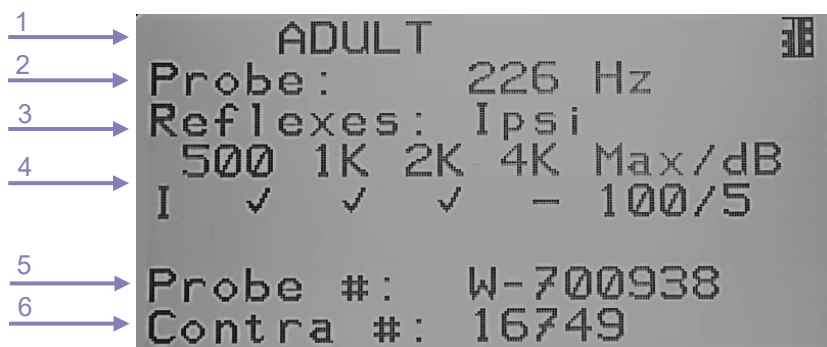 1 ADULT
2 Probe: 226 Hz
3 Reflexes: Ipsi
500 1K 2K 4K Max/dB
4
I ✓ ✓ ✓ – 100/5
5 Probe #: W-700938
6 Contra #: 16749